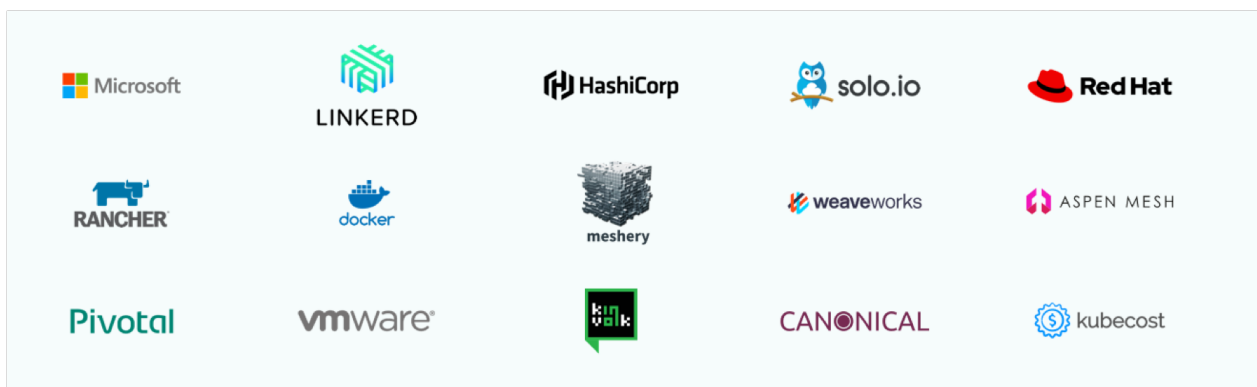 Microsoft
LINKERD
HashiCorp
solo.io
Red Hat
RANCHER
docker
meshery
weaveworks
ASPEN MESH
Pivotal
vmware®
kinvolk
CANONICAL
kubecost